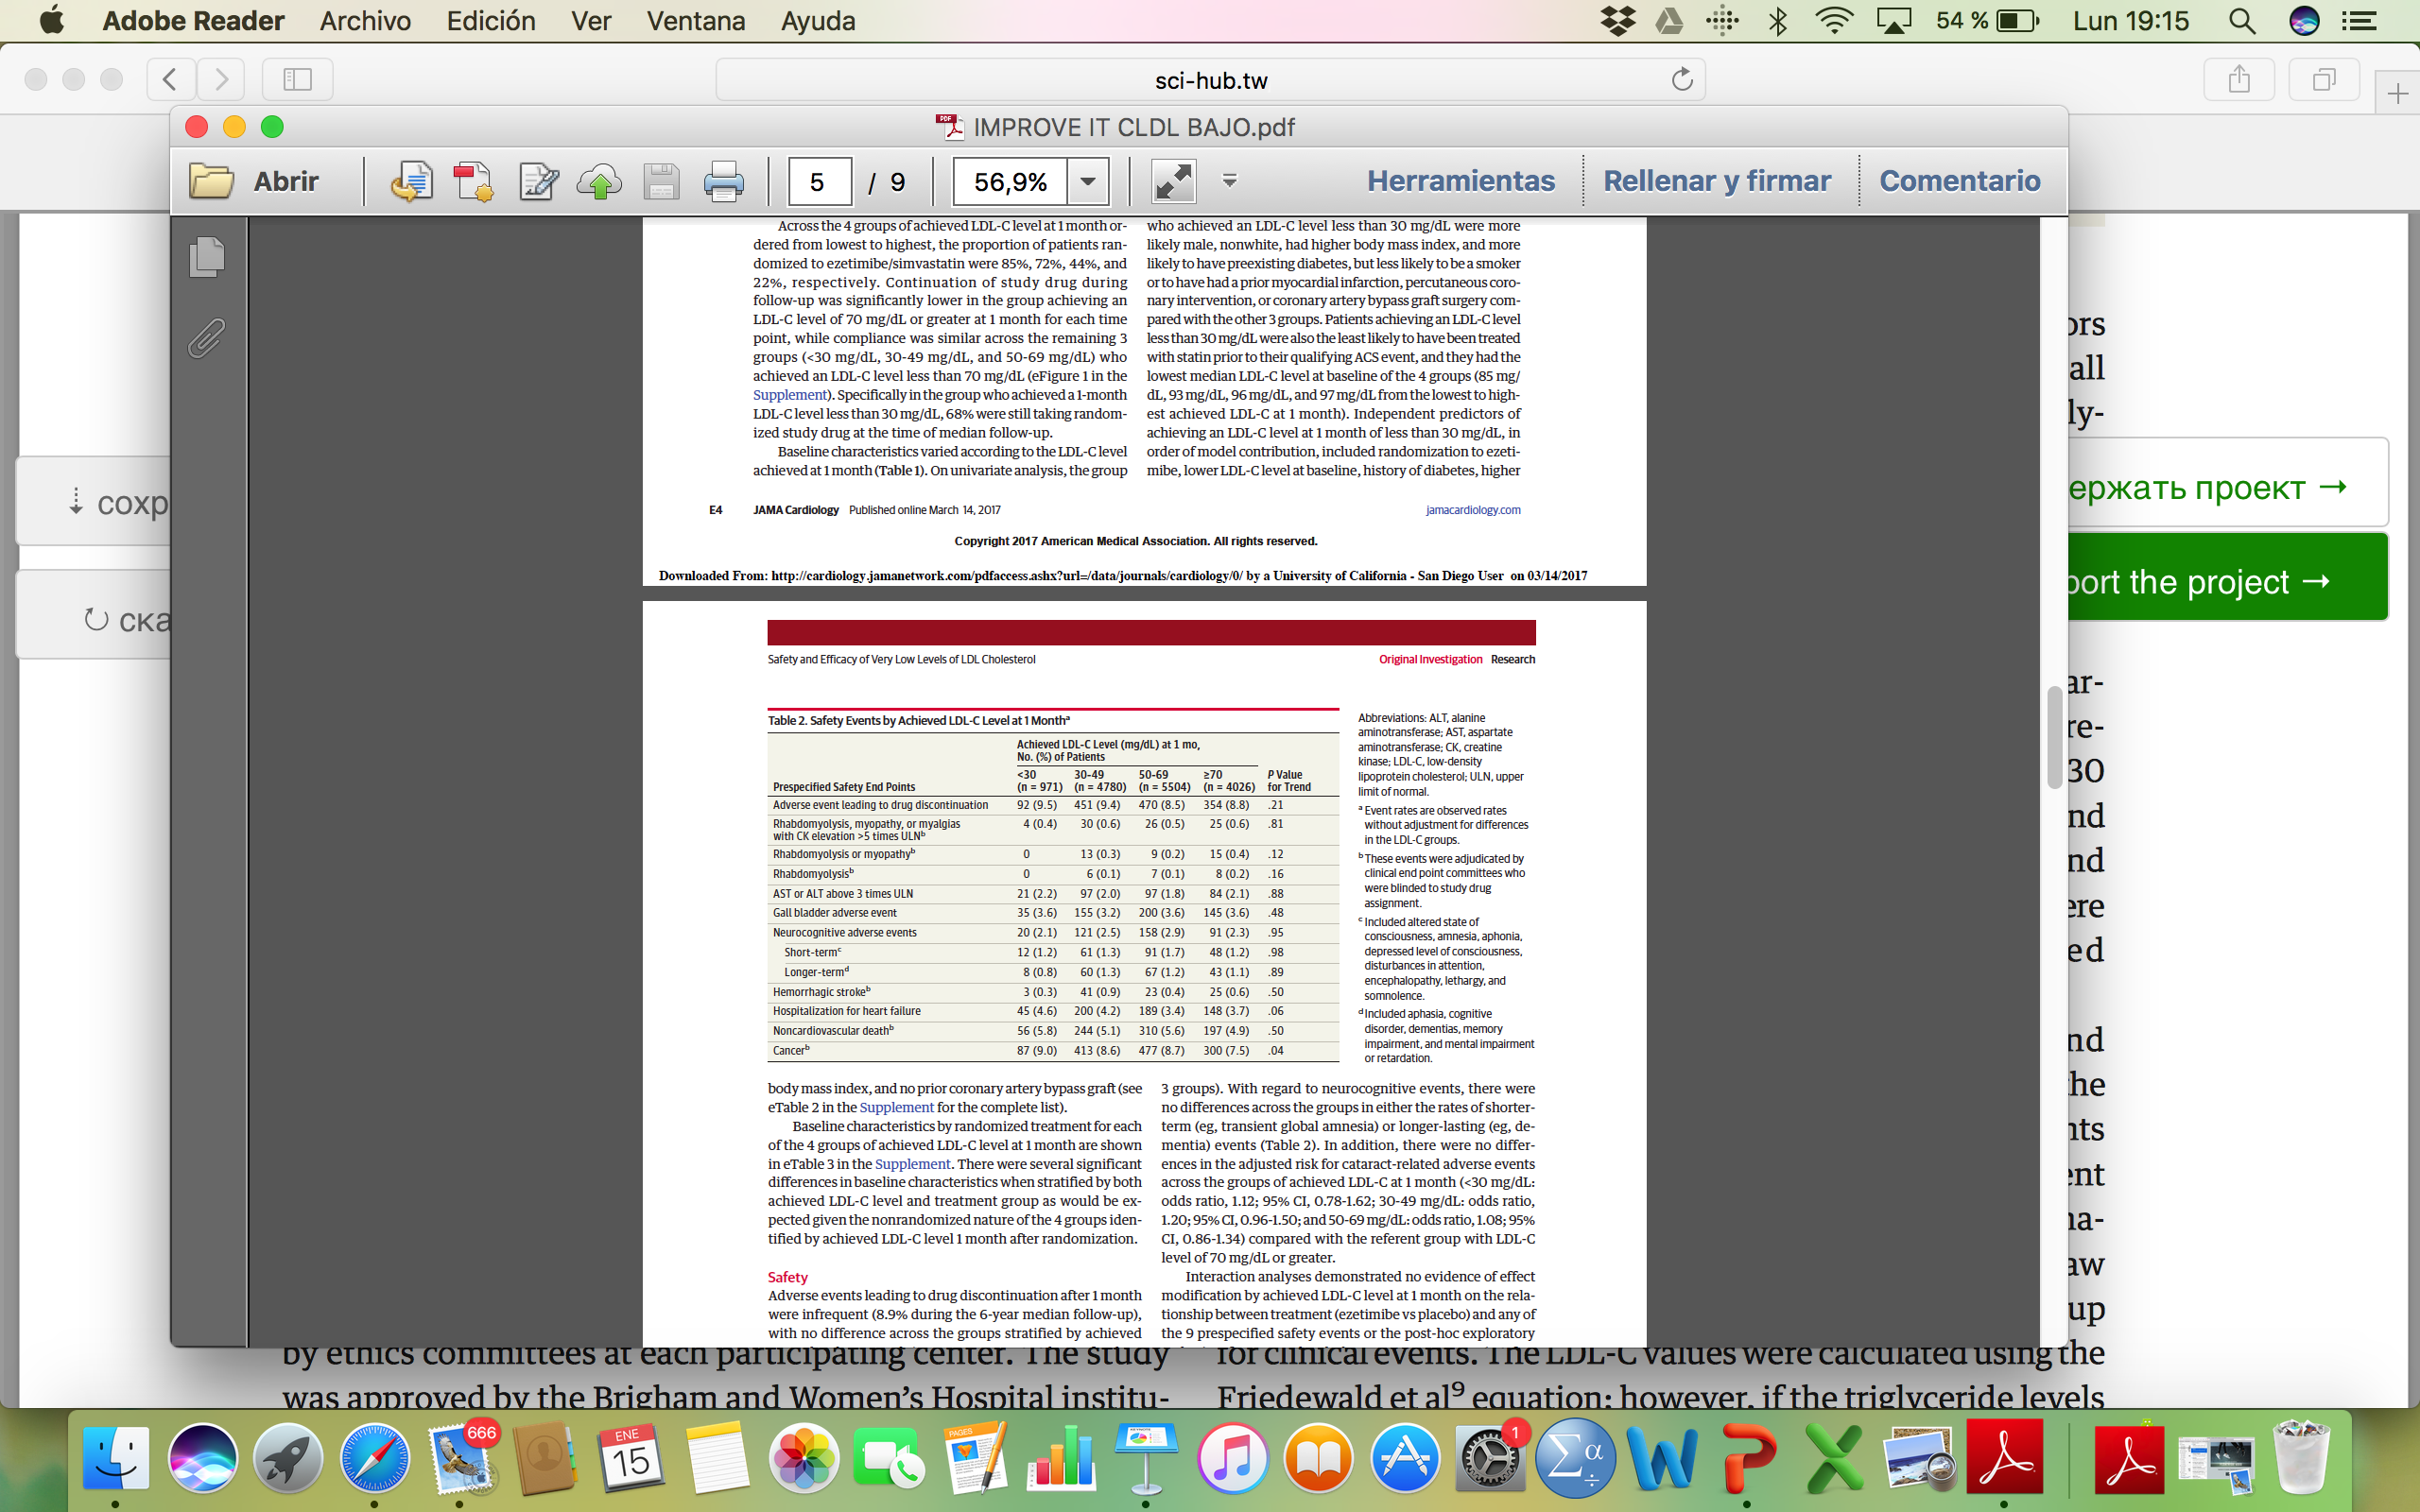 Adobe Reader Archivo Edición Ver Ventana Ayuda 54 % Lun 19:15
sci-hub.tw
IMPROVE IT CLDL BAJO.pdf
Abrir 5 / 9 56,9% Herramientas Rellenar y firmar Comentario
Across the 4 groups of achieved LDL-C level at 1 month or-
dered from lowest to highest, the proportion of patients ran-
domized to ezetimibe/simvastatin were 85%, 72%, 44%, and
22%, respectively. Continuation of study drug during
follow-up was significantly lower in the group achieving an
LDL-C level of 70 mg/dL or greater at 1 month for each time
point, while compliance was similar across the remaining 3
groups (<30 mg/dL, 30-49 mg/dL, and 50-69 mg/dL) who
achieved an LDL-C level less than 70 mg/dL (eFigure 1 in the
Supplement). Specifically in the group who achieved a 1-month
LDL-C level less than 30 mg/dL, 68% were still taking random-
ized study drug at the time of median follow-up.
Baseline characteristics varied according to the LDL-C level
achieved at 1 month (Table 1). On univariate analysis, the group
who achieved an LDL-C level less than 30 mg/dL were more
likely male, nonwhite, had higher body mass index, and more
likely to have preexisting diabetes, but less likely to be a smoker
or to have had a prior myocardial infarction, percutaneous coro-
nary intervention, or coronary artery bypass graft surgery com-
pared with the other 3 groups. Patients achieving an LDL-C level
less than 30 mg/dL were also the least likely to have been treated
with statin prior to their qualifying ACS event, and they had the
lowest median LDL-C level at baseline of the 4 groups (85 mg/
dL, 93 mg/dL, 96 mg/dL, and 97 mg/dL from the lowest to high-
est achieved LDL-C at 1 month). Independent predictors of
achieving an LDL-C level at 1 month of less than 30 mg/dL, in
order of model contribution, included randomization to ezeti-
mibe, lower LDL-C level at baseline, history of diabetes, higher
E4 JAMA Cardiology Published online March 14, 2017 jamacardiology.com
Copyright 2017 American Medical Association. All rights reserved.
Downloaded From: http://cardiology.jamanetwork.com/pdfaccess.ashx?url=/data/journals/cardiology/0/ by a University of California - San Diego User on 03/14/2017
Safety and Efficacy of Very Low Levels of LDL Cholesterol Original Investigation Research
Table 2. Safety Events by Achieved LDL-C Level at 1 Monthᵃ
Achieved LDL-C Level (mg/dL) at 1 mo,
No. (%) of Patients
<30 30-49 50-69 ≥70 P Value
Prespecified Safety End Points (n = 971) (n = 4780) (n = 5504) (n = 4026) for Trend
Adverse event leading to drug discontinuation 92 (9.5) 451 (9.4) 470 (8.5) 354 (8.8) .21
Rhabdomyolysis, myopathy, or myalgias
with CK elevation >5 times ULNᵇ 4 (0.4) 30 (0.6) 26 (0.5) 25 (0.6) .81
Rhabdomyolysis or myopathyᵇ 0 13 (0.3) 9 (0.2) 15 (0.4) .12
Rhabdomyolysisᵇ 0 6 (0.1) 7 (0.1) 8 (0.2) .16
AST or ALT above 3 times ULN 21 (2.2) 97 (2.0) 97 (1.8) 84 (2.1) .88
Gall bladder adverse event 35 (3.6) 155 (3.2) 200 (3.6) 145 (3.6) .48
Neurocognitive adverse events 20 (2.1) 121 (2.5) 158 (2.9) 91 (2.3) .95
Short-termᶜ 12 (1.2) 61 (1.3) 91 (1.7) 48 (1.2) .98
Longer-termᵈ 8 (0.8) 60 (1.3) 67 (1.2) 43 (1.1) .89
Hemorrhagic strokeᵇ 3 (0.3) 41 (0.9) 23 (0.4) 25 (0.6) .50
Hospitalization for heart failure 45 (4.6) 200 (4.2) 189 (3.4) 148 (3.7) .06
Noncardiovascular deathᵇ 56 (5.8) 244 (5.1) 310 (5.6) 197 (4.9) .50
Cancerᵇ 87 (9.0) 413 (8.6) 477 (8.7) 300 (7.5) .04
Abbreviations: ALT, alanine
aminotransferase; AST, aspartate
aminotransferase; CK, creatine
kinase; LDL-C, low-density
lipoprotein cholesterol; ULN, upper
limit of normal.
ᵃ Event rates are observed rates
without adjustment for differences
in the LDL-C groups.
ᵇ These events were adjudicated by
clinical end point committees who
were blinded to study drug
assignment.
ᶜ Included altered state of
consciousness, amnesia, aphonia,
depressed level of consciousness,
disturbances in attention,
encephalopathy, lethargy, and
somnolence.
ᵈ Included aphasia, cognitive
disorder, dementias, memory
impairment, and mental impairment
or retardation.
body mass index, and no prior coronary artery bypass graft (see
eTable 2 in the Supplement for the complete list).
Baseline characteristics by randomized treatment for each
of the 4 groups of achieved LDL-C level at 1 month are shown
in eTable 3 in the Supplement. There were several significant
differences in baseline characteristics when stratified by both
achieved LDL-C level and treatment group as would be ex-
pected given the nonrandomized nature of the 4 groups iden-
tified by achieved LDL-C level 1 month after randomization.
Safety
Adverse events leading to drug discontinuation after 1 month
were infrequent (8.9% during the 6-year median follow-up),
with no difference across the groups stratified by achieved
3 groups). With regard to neurocognitive events, there were
no differences across the groups in either the rates of shorter-
term (eg, transient global amnesia) or longer-lasting (eg, de-
mentia) events (Table 2). In addition, there were no differ-
ences in the adjusted risk for cataract-related adverse events
across the groups of achieved LDL-C at 1 month (<30 mg/dL:
odds ratio, 1.12; 95% CI, 0.78-1.62; 30-49 mg/dL: odds ratio,
1.20; 95% CI, 0.96-1.50; and 50-69 mg/dL: odds ratio, 1.08; 95%
CI, 0.86-1.34) compared with the referent group with LDL-C
level of 70 mg/dL or greater.
Interaction analyses demonstrated no evidence of effect
modification by achieved LDL-C level at 1 month on the rela-
tionship between treatment (ezetimibe vs placebo) and any of
the 9 prespecified safety events or the post-hoc exploratory
⇣ сохр
↻ ска
ержать проект →
port the project →
ors
all
ly-
ar-
re-
30
nd
nd
ere
ed
nd
he
nts
ent
na-
aw
up
by ethics committees at each participating center. The study
was approved by the Brigham and Women's Hospital institu-
for clinical events. The LDL-C values were calculated using the
Friedewald et al⁹ equation; however, if the triglyceride levels
666
ENE
15
PAGES
1